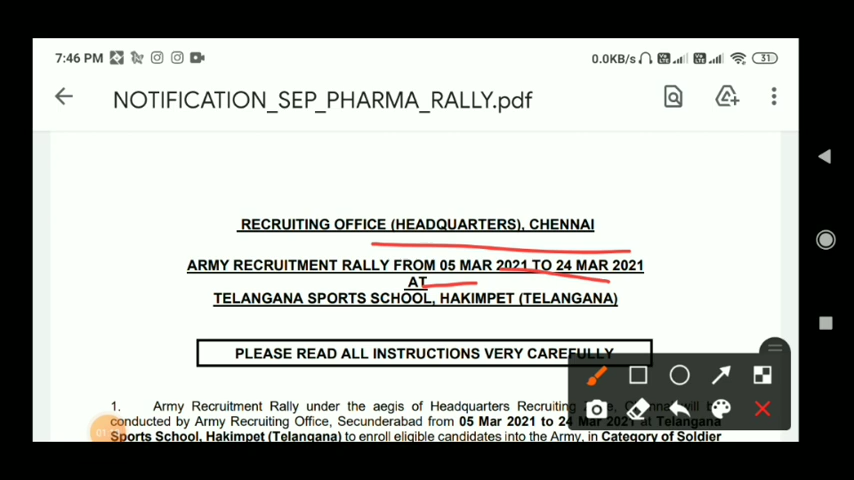 7:46 PM 0.0KB/s 31
NOTIFICATION_SEP_PHARMA_RALLY.pdf
RECRUITING OFFICE (HEADQUARTERS), CHENNAI
ARMY RECRUITMENT RALLY FROM 05 MAR 2021 TO 24 MAR 2021
AT
TELANGANA SPORTS SCHOOL, HAKIMPET (TELANGANA)
PLEASE READ ALL INSTRUCTIONS VERY CAREFULLY
1. Army Recruitment Rally under the aegis of Headquarters Recruiting
conducted by Army Recruiting Office, Secunderabad from 05 Mar 2021 to 24 Mar 2021 at Telangana
Sports School, Hakimpet (Telangana) to enroll eligible candidates into the Army, in Category of Soldier